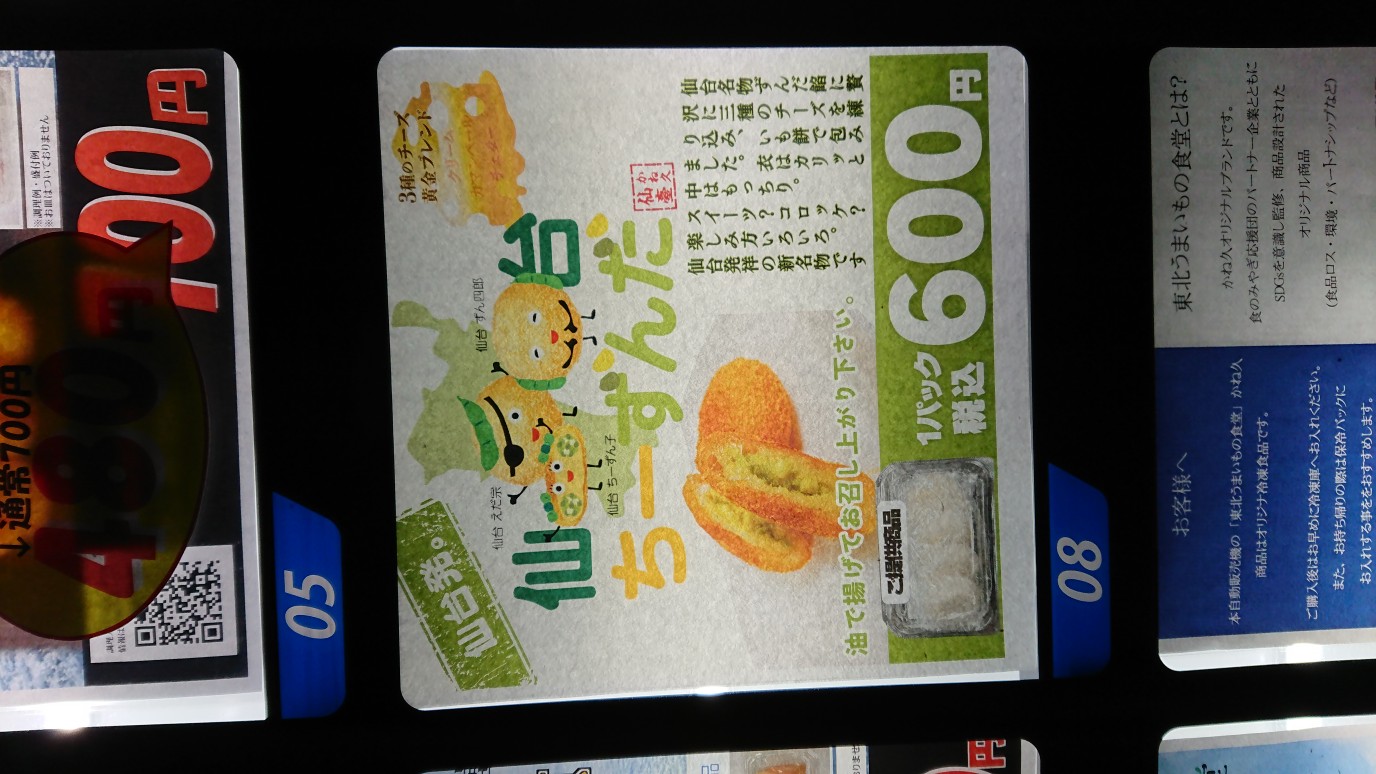 ↓通常700円
480円
※調理例・盛付例
※お皿はついておりません
円
05
仙台発。
3種のチーズ
黄金ブレンド
クリーム
仙台 えだ宗
仙台 ずん四郎
仙台 ちーずん子
仙台
ちーずんだ
仙臺
かね久
仙台名物ずんだ餡に贅
沢に三種のチーズを練
り込み、いも餅で包み
ました。衣はカリッと
中はもっちり。
スイーツ?コロッケ?
楽しみ方いろいろ。
仙台発祥の新名物です
油で揚げてお召し上がり下さい。
ご提供商品
1パック
税込
600円
08
お客様へ
本自動販売機の「東北うまいもの食堂」かね久
商品はオリジナル冷凍食品です。
ご購入後はお早めに冷凍庫へお入れください。
また、お持ち帰りの際は保冷パックに
お入れする事ををおすすめします。
東北うまいもの食堂とは?
かね久オリジナルブランドです。
食のみやぎ応援団のパートナー企業とともに
SDGsを意識し監修、商品設計された
オリジナル商品
(食品ロス・環境・パートナシップなど)
円